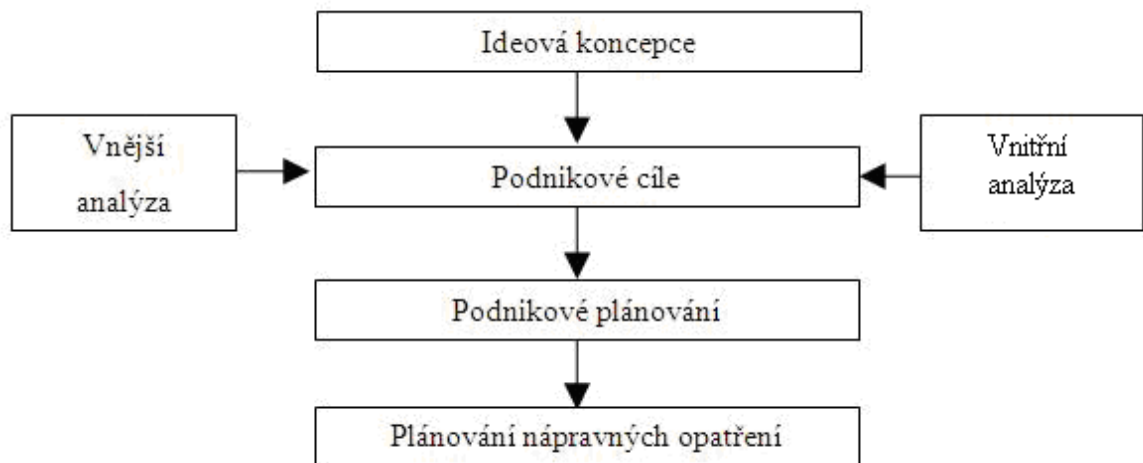 Ideová koncepce
Vnější
analýza
Podnikové cíle
Vnitřní
analýza
Podnikové plánování
Plánování nápravných opatření